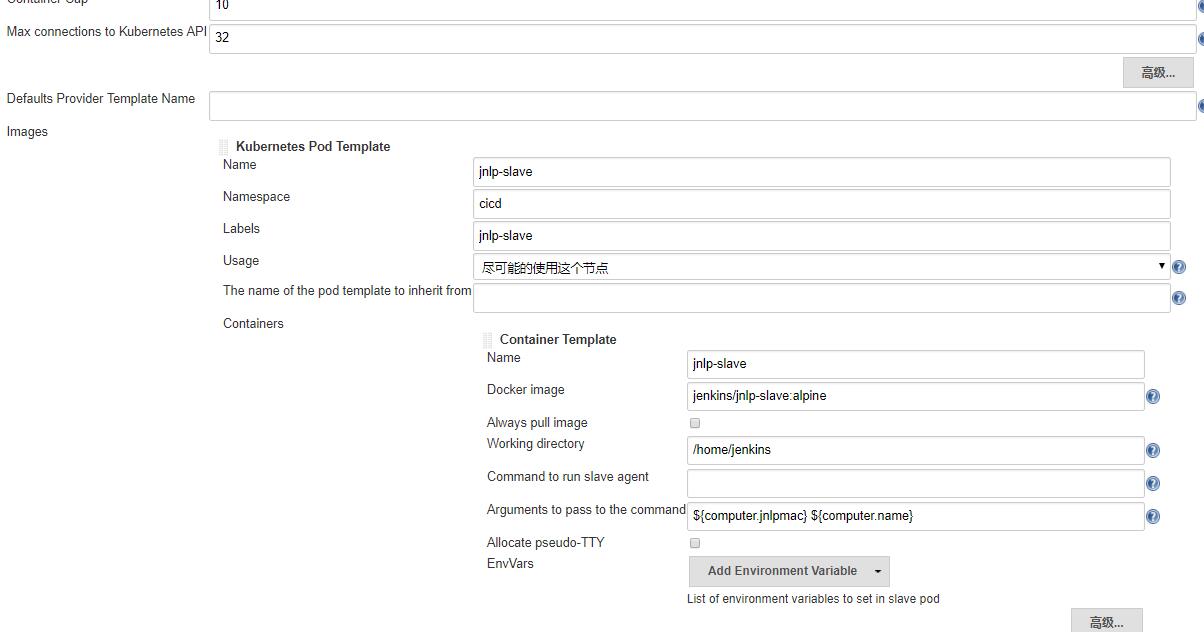 Container Cap
10
Max connections to Kubernetes API
32
高级...
Defaults Provider Template Name
Images
Kubernetes Pod Template
Name
jnlp-slave
Namespace
cicd
Labels
jnlp-slave
Usage
尽可能的使用这个节点
The name of the pod template to inherit from
Containers
Container Template
Name
jnlp-slave
Docker image
jenkins/jnlp-slave:alpine
Always pull image
Working directory
/home/jenkins
Command to run slave agent
Arguments to pass to the command
${computer.jnlpmac} ${computer.name}
Allocate pseudo-TTY
EnvVars
Add Environment Variable
List of environment variables to set in slave pod
高级...